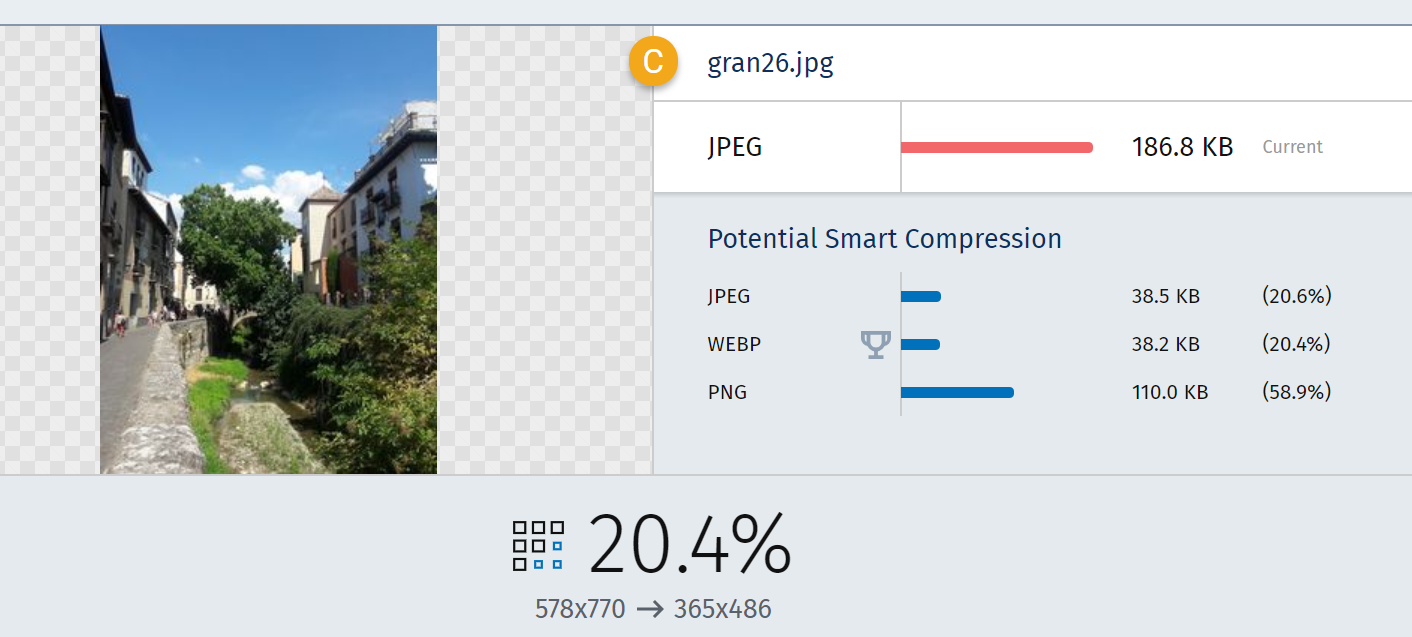 C
gran26.jpg
JPEG 186.8 KB Current
Potential Smart Compression
JPEG 38.5 KB (20.6%)
WEBP 38.2 KB (20.4%)
PNG 110.0 KB (58.9%)
20.4%
578x770 → 365x486